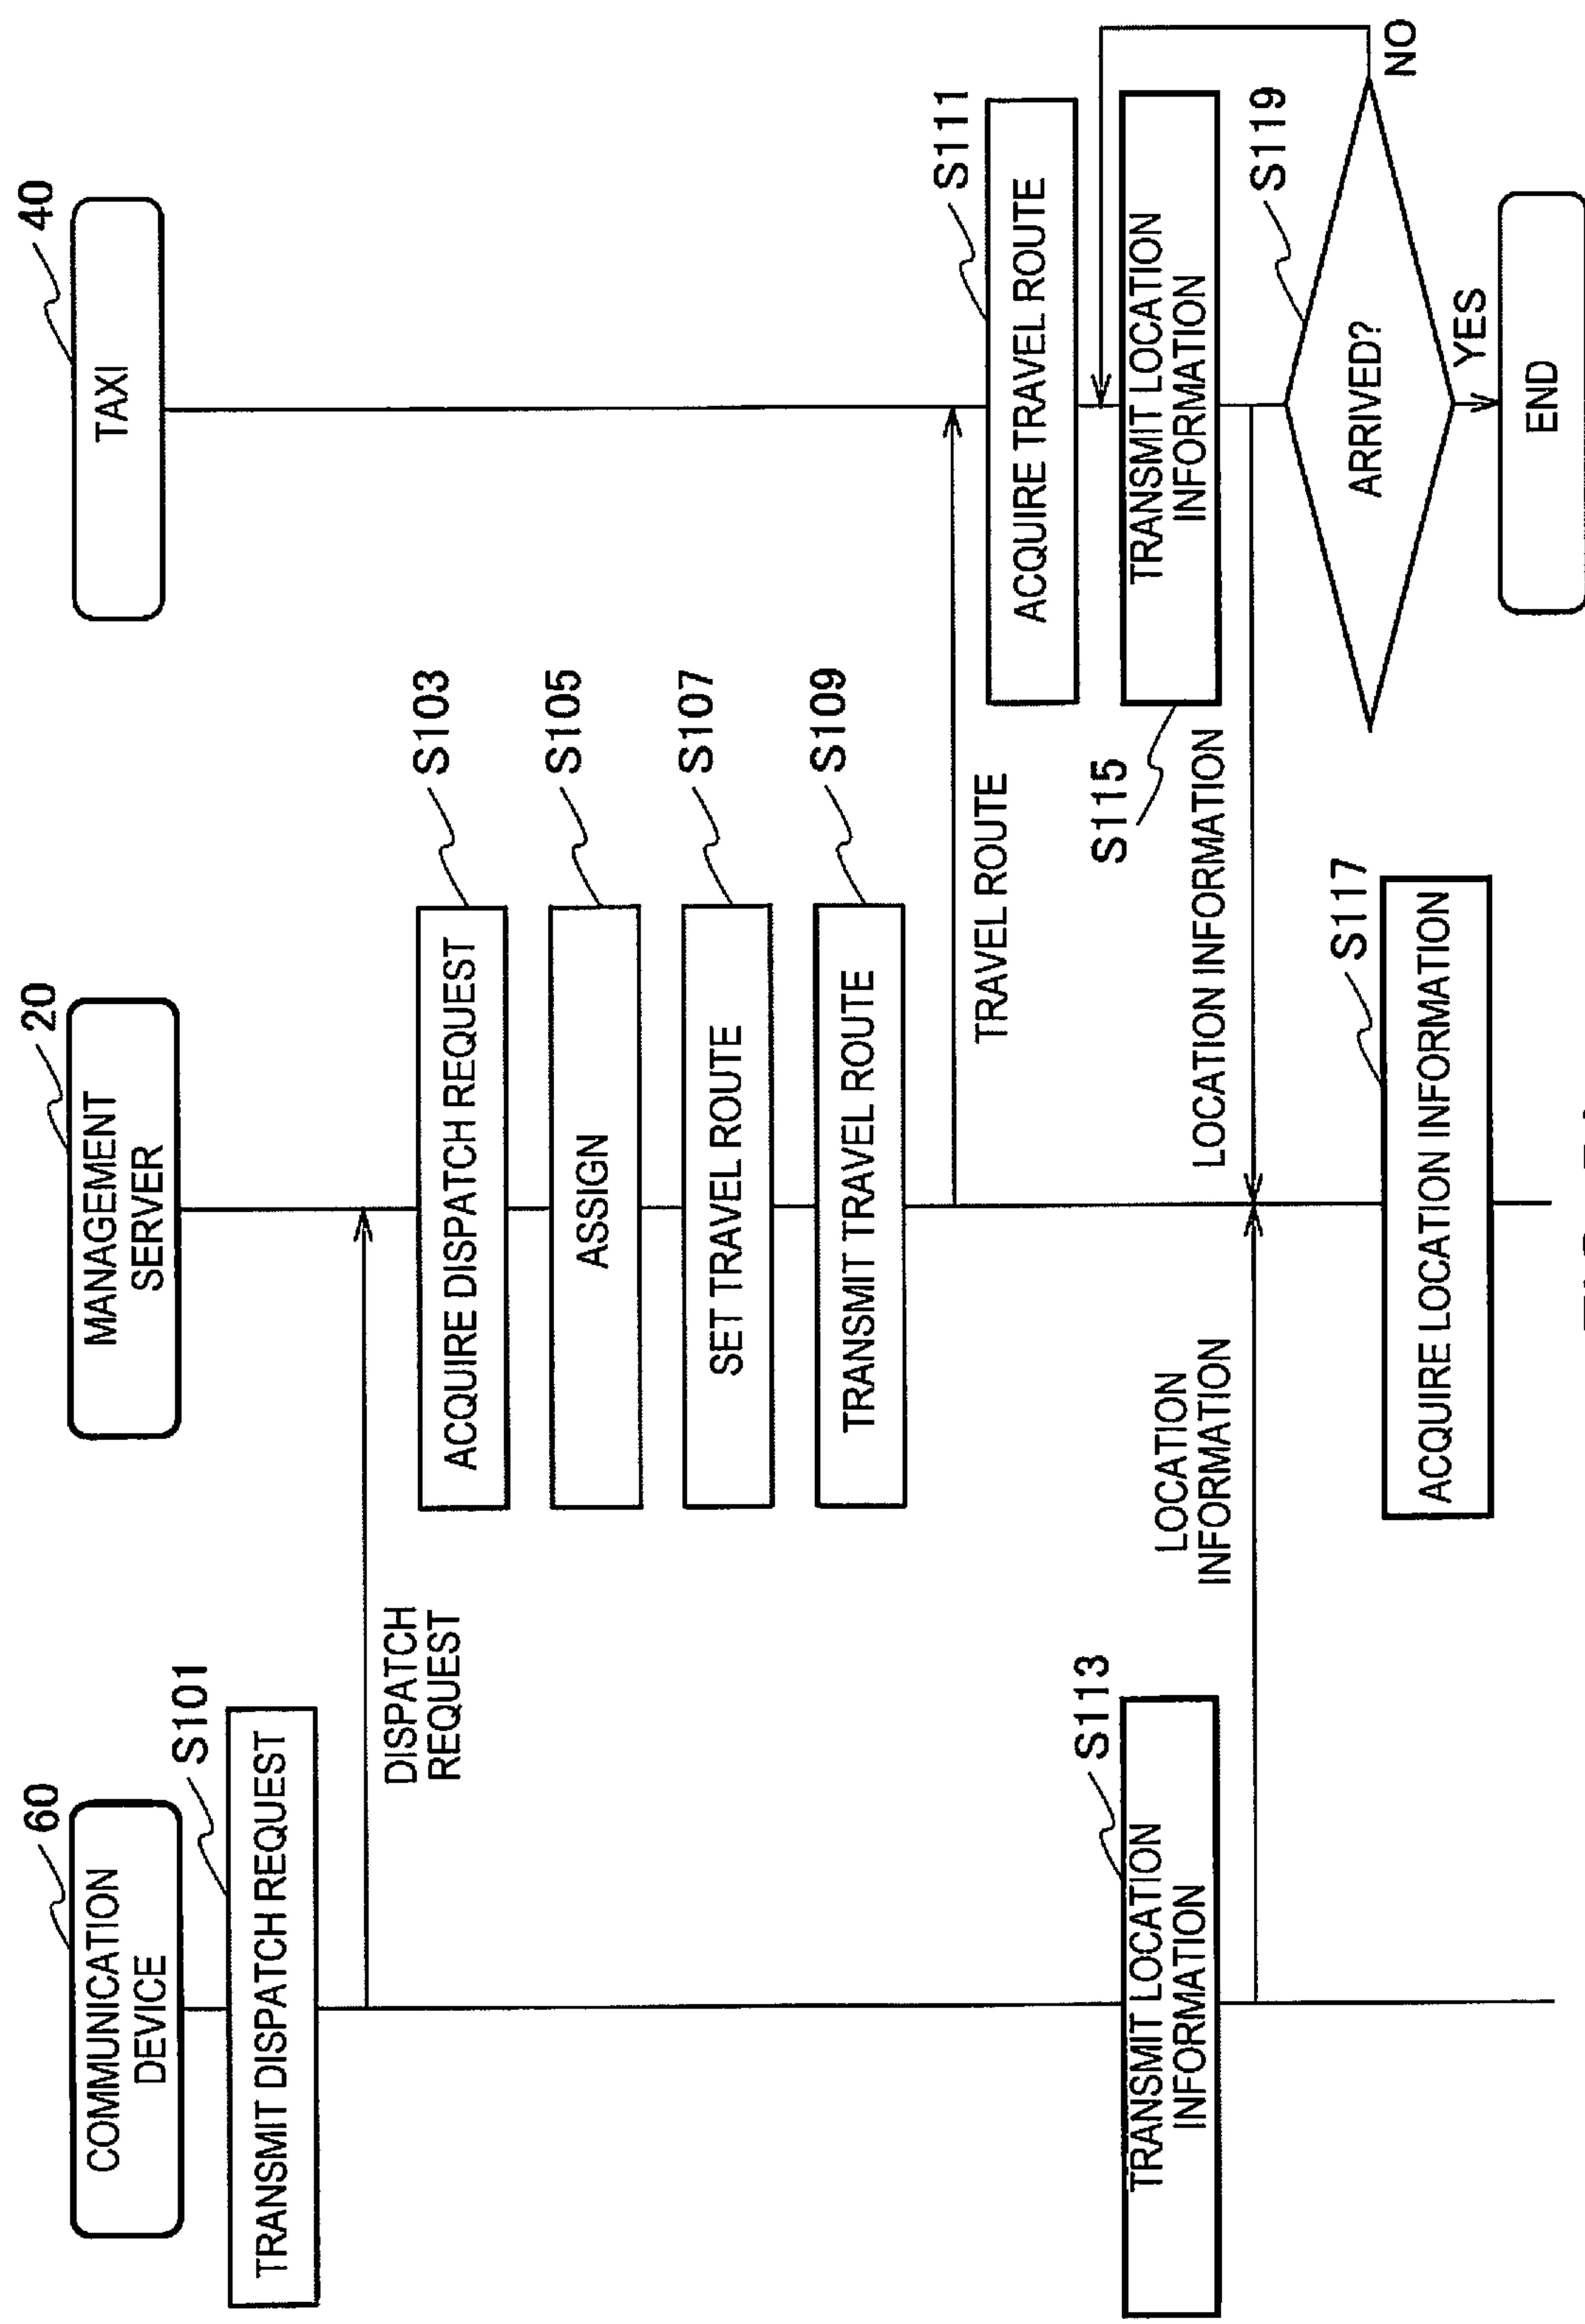 60
COMMUNICATION
DEVICE
20
MANAGEMENT
SERVER
40
TAXI
S101
TRANSMIT DISPATCH REQUEST
DISPATCH
REQUEST
S103
ACQUIRE DISPATCH REQUEST
S105
ASSIGN
S107
SET TRAVEL ROUTE
S109
TRANSMIT TRAVEL ROUTE
TRAVEL ROUTE
S111
ACQUIRE TRAVEL ROUTE
S113
TRANSMIT LOCATION
INFORMATION
LOCATION
INFORMATION
S115
TRANSMIT LOCATION
INFORMATION
LOCATION INFORMATION
S117
ACQUIRE LOCATION INFORMATION
S119
ARRIVED?
NO
YES
END